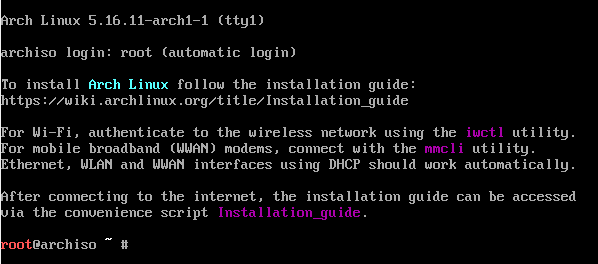 Arch Linux 5.16.11-arch1-1 (tty1)
archiso login: root (automatic login)
To install Arch Linux follow the installation guide:
https://wiki.archlinux.org/title/Installation_guide
For Wi-Fi, authenticate to the wireless network using the iwctl utility.
For mobile broadband (WWAN) modems, connect with the mmcli utility.
Ethernet, WLAN and WWAN interfaces using DHCP should work automatically.
After connecting to the internet, the installation guide can be accessed
via the convenience script Installation_guide.
root@archiso ~ #